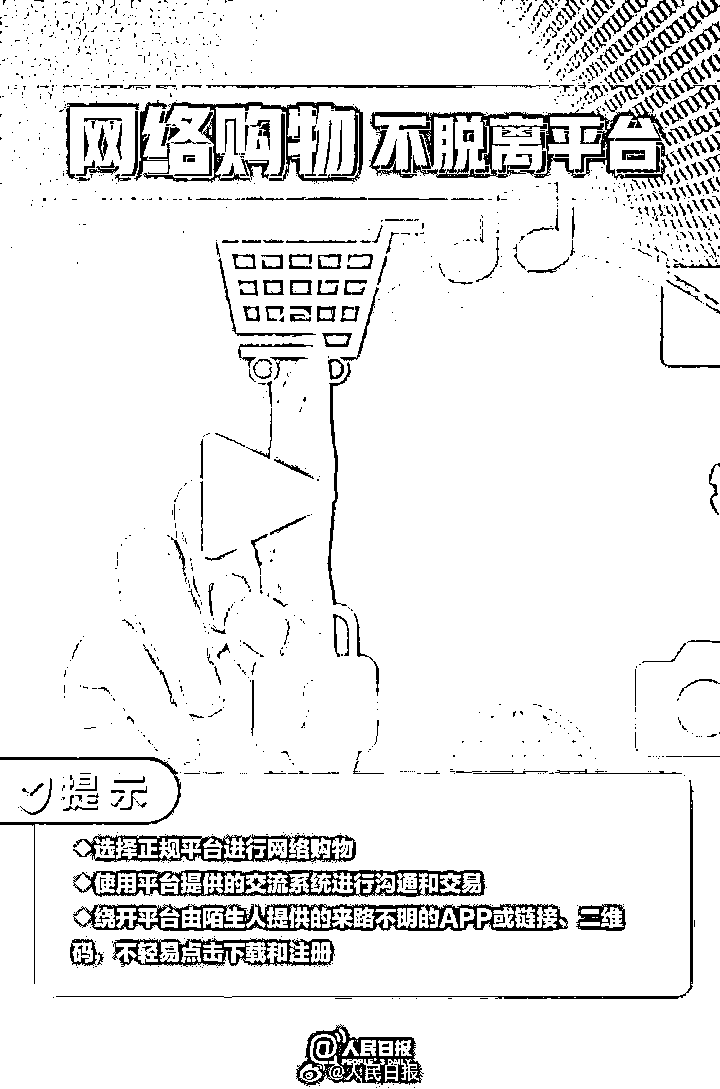 网络购物 不脱离平台
提示
◇选择正规平台进行网络购物
◇使用平台提供的交流系统进行沟通和交易
◇绕开平台由陌生人提供的来路不明的APP或链接、二维
码，不轻易点击下载和注册
@人民日报
PEOPLE'S DAILY
@人民日报